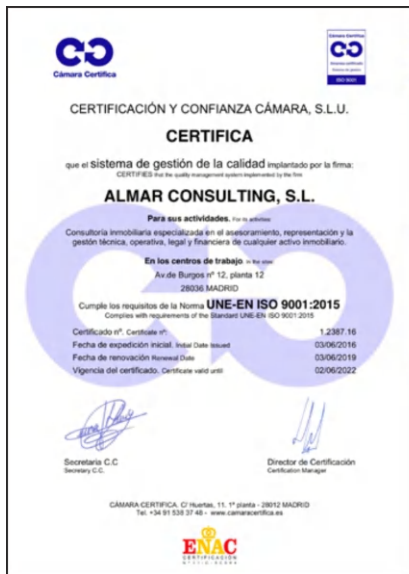 Cámara Certifica
Cámara Certifica
ISO 9001
CERTIFICACIÓN Y CONFIANZA CÁMARA, S.L.U.
CERTIFICA
que el sistema de gestión de la calidad implantado por la firma:
CERTIFIES that the quality management system implemented by the firm
ALMAR CONSULTING, S.L.
Para sus actividades. For its activities
Consultoría inmobiliaria especializada en el asesoramiento, representación y la
gestión técnica, operativa, legal y financiera de cualquier activo inmobiliario.
En los centros de trabajo In the sites
Av.de Burgos nº 12, planta 12
28036 MADRID
Cumple los requisitos de la Norma UNE-EN ISO 9001:2015
Complies with requirements of the Standard UNE-EN ISO 9001:2015
Certificado nº. Certificate nº: 1.2387.16
Fecha de expedición inicial. Initial Date Issued 03/06/2016
Fecha de renovación Renewal Date 03/06/2019
Vigencia del certificado. Certificate valid until 02/06/2022
Secretaria C.C Director de Certificación
Secretary C.C. Certification Manager
CÁMARA CERTIFICA. C/ Huertas, 11. 1ª planta - 28012 MADRID
Tel. +34 91 538 37 48 - www.camaracertifica.es
ENAC
CERTIFICACIÓN